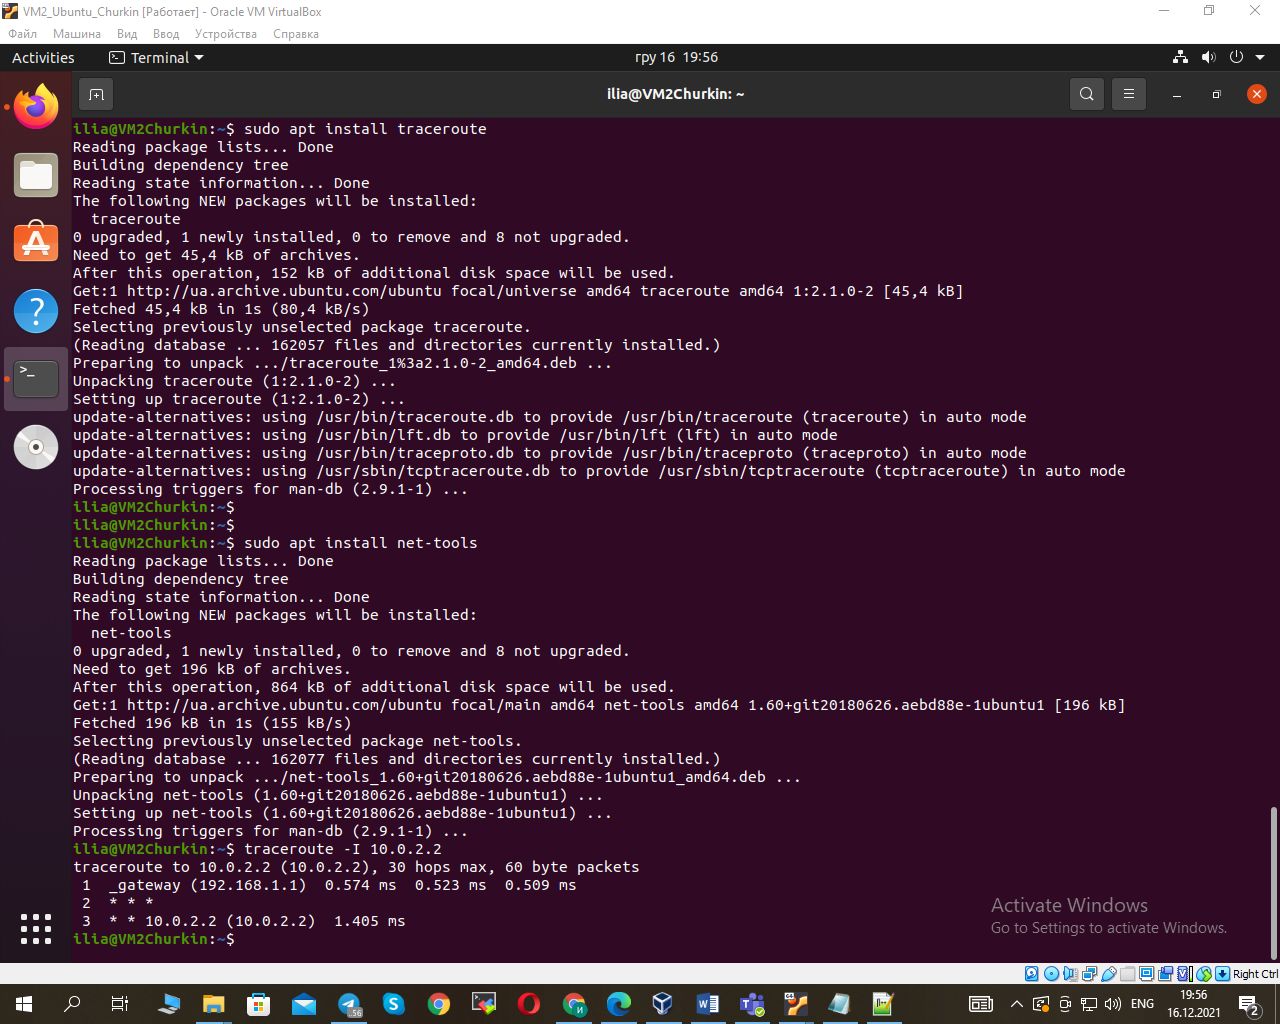 VM2_Ubuntu_Churkin [Работает] - Oracle VM VirtualBox
Файл Машина Вид Ввод Устройства Справка
Activities Terminal гру 16 19:56
ilia@VM2Churkin: ~
ilia@VM2Churkin:~$ sudo apt install traceroute
Reading package lists... Done
Building dependency tree
Reading state information... Done
The following NEW packages will be installed:
traceroute
0 upgraded, 1 newly installed, 0 to remove and 8 not upgraded.
Need to get 45,4 kB of archives.
After this operation, 152 kB of additional disk space will be used.
Get:1 http://ua.archive.ubuntu.com/ubuntu focal/universe amd64 traceroute amd64 1:2.1.0-2 [45,4 kB]
Fetched 45,4 kB in 1s (80,4 kB/s)
Selecting previously unselected package traceroute.
(Reading database ... 162057 files and directories currently installed.)
Preparing to unpack .../traceroute_1%3a2.1.0-2_amd64.deb ...
Unpacking traceroute (1:2.1.0-2) ...
Setting up traceroute (1:2.1.0-2) ...
update-alternatives: using /usr/bin/traceroute.db to provide /usr/bin/traceroute (traceroute) in auto mode
update-alternatives: using /usr/bin/lft.db to provide /usr/bin/lft (lft) in auto mode
update-alternatives: using /usr/bin/traceproto.db to provide /usr/bin/traceproto (traceproto) in auto mode
update-alternatives: using /usr/sbin/tcptraceroute.db to provide /usr/sbin/tcptraceroute (tcptraceroute) in auto mode
Processing triggers for man-db (2.9.1-1) ...
ilia@VM2Churkin:~$
ilia@VM2Churkin:~$
ilia@VM2Churkin:~$ sudo apt install net-tools
Reading package lists... Done
Building dependency tree
Reading state information... Done
The following NEW packages will be installed:
net-tools
0 upgraded, 1 newly installed, 0 to remove and 8 not upgraded.
Need to get 196 kB of archives.
After this operation, 864 kB of additional disk space will be used.
Get:1 http://ua.archive.ubuntu.com/ubuntu focal/main amd64 net-tools amd64 1.60+git20180626.aebd88e-1ubuntu1 [196 kB]
Fetched 196 kB in 1s (155 kB/s)
Selecting previously unselected package net-tools.
(Reading database ... 162077 files and directories currently installed.)
Preparing to unpack .../net-tools_1.60+git20180626.aebd88e-1ubuntu1_amd64.deb ...
Unpacking net-tools (1.60+git20180626.aebd88e-1ubuntu1) ...
Setting up net-tools (1.60+git20180626.aebd88e-1ubuntu1) ...
Processing triggers for man-db (2.9.1-1) ...
ilia@VM2Churkin:~$ traceroute -I 10.0.2.2
traceroute to 10.0.2.2 (10.0.2.2), 30 hops max, 60 byte packets
1 _gateway (192.168.1.1) 0.574 ms 0.523 ms 0.509 ms
2 * * *
3 * * 10.0.2.2 (10.0.2.2) 1.405 ms
ilia@VM2Churkin:~$
Activate Windows
Go to Settings to activate Windows.
Right Ctrl
.56
ENG
19:56
16.12.2021
2